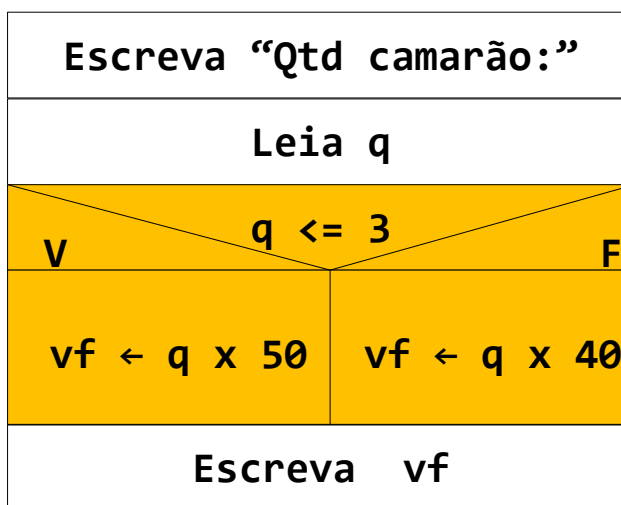 Escreva “Qtd camarão:”
Leia q
q <= 3
V F
vf ← q x 50 vf ← q x 40
Escreva vf